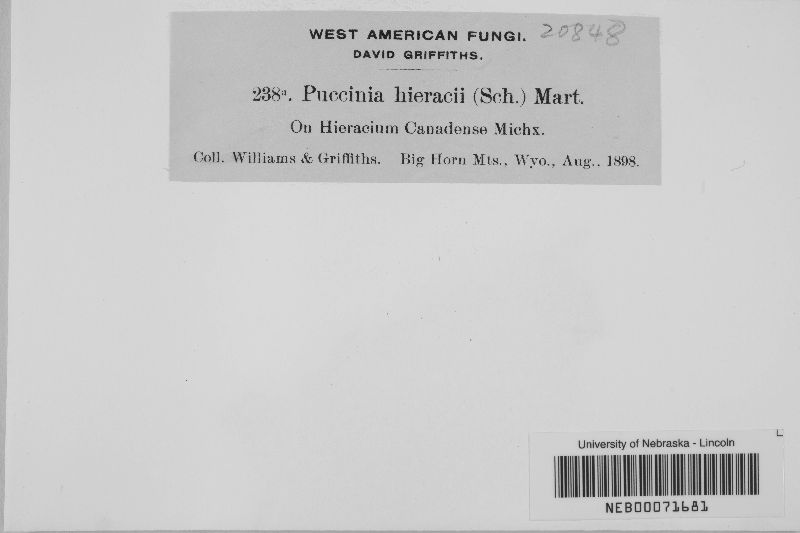 WEST AMERICAN FUNGI. 20848
DAVID GRIFFITHS.
238a. Puccinia hieracii (Sch.) Mart.
On Hieracium Canadense Michx.
Coll. Williams & Griffiths. Big Horn Mts., Wyo., Aug., 1898.
University of Nebraska - Lincoln
NEB00071681